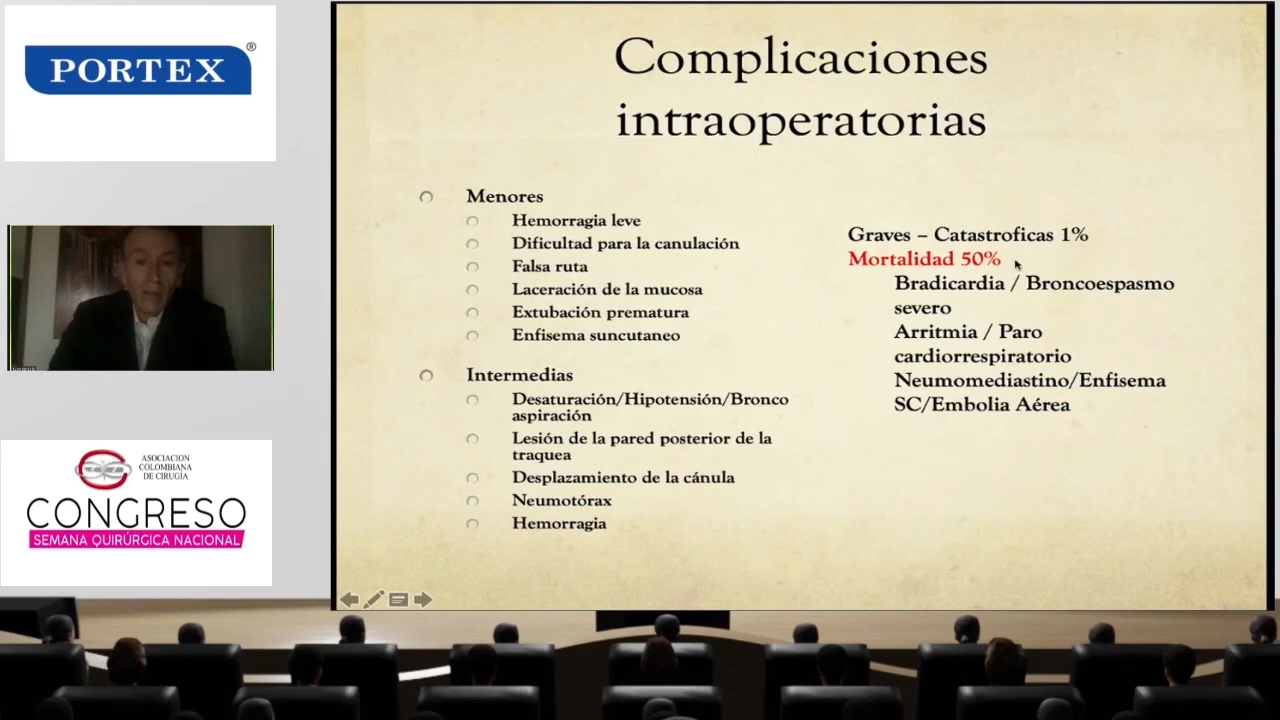 PORTEX
®
ASOCIACION
COLOMBIANA
DE CIRUGÍA
CONGRESO
SEMANA QUIRÚRGICA NACIONAL
Complicaciones
intraoperatorias
Menores
Hemorragia leve
Dificultad para la canulación
Falsa ruta
Laceración de la mucosa
Extubación prematura
Enfisema suncutaneo
Intermedias
Desaturación/Hipotensión/Bronco
aspiración
Lesión de la pared posterior de la
traquea
Desplazamiento de la cánula
Neumotórax
Hemorragia
Graves – Catastroficas 1%
Mortalidad 50%
Bradicardia / Broncoespasmo
severo
Arritmia / Paro
cardiorrespiratorio
Neumomediastino/Enfisema
SC/Embolia Aérea